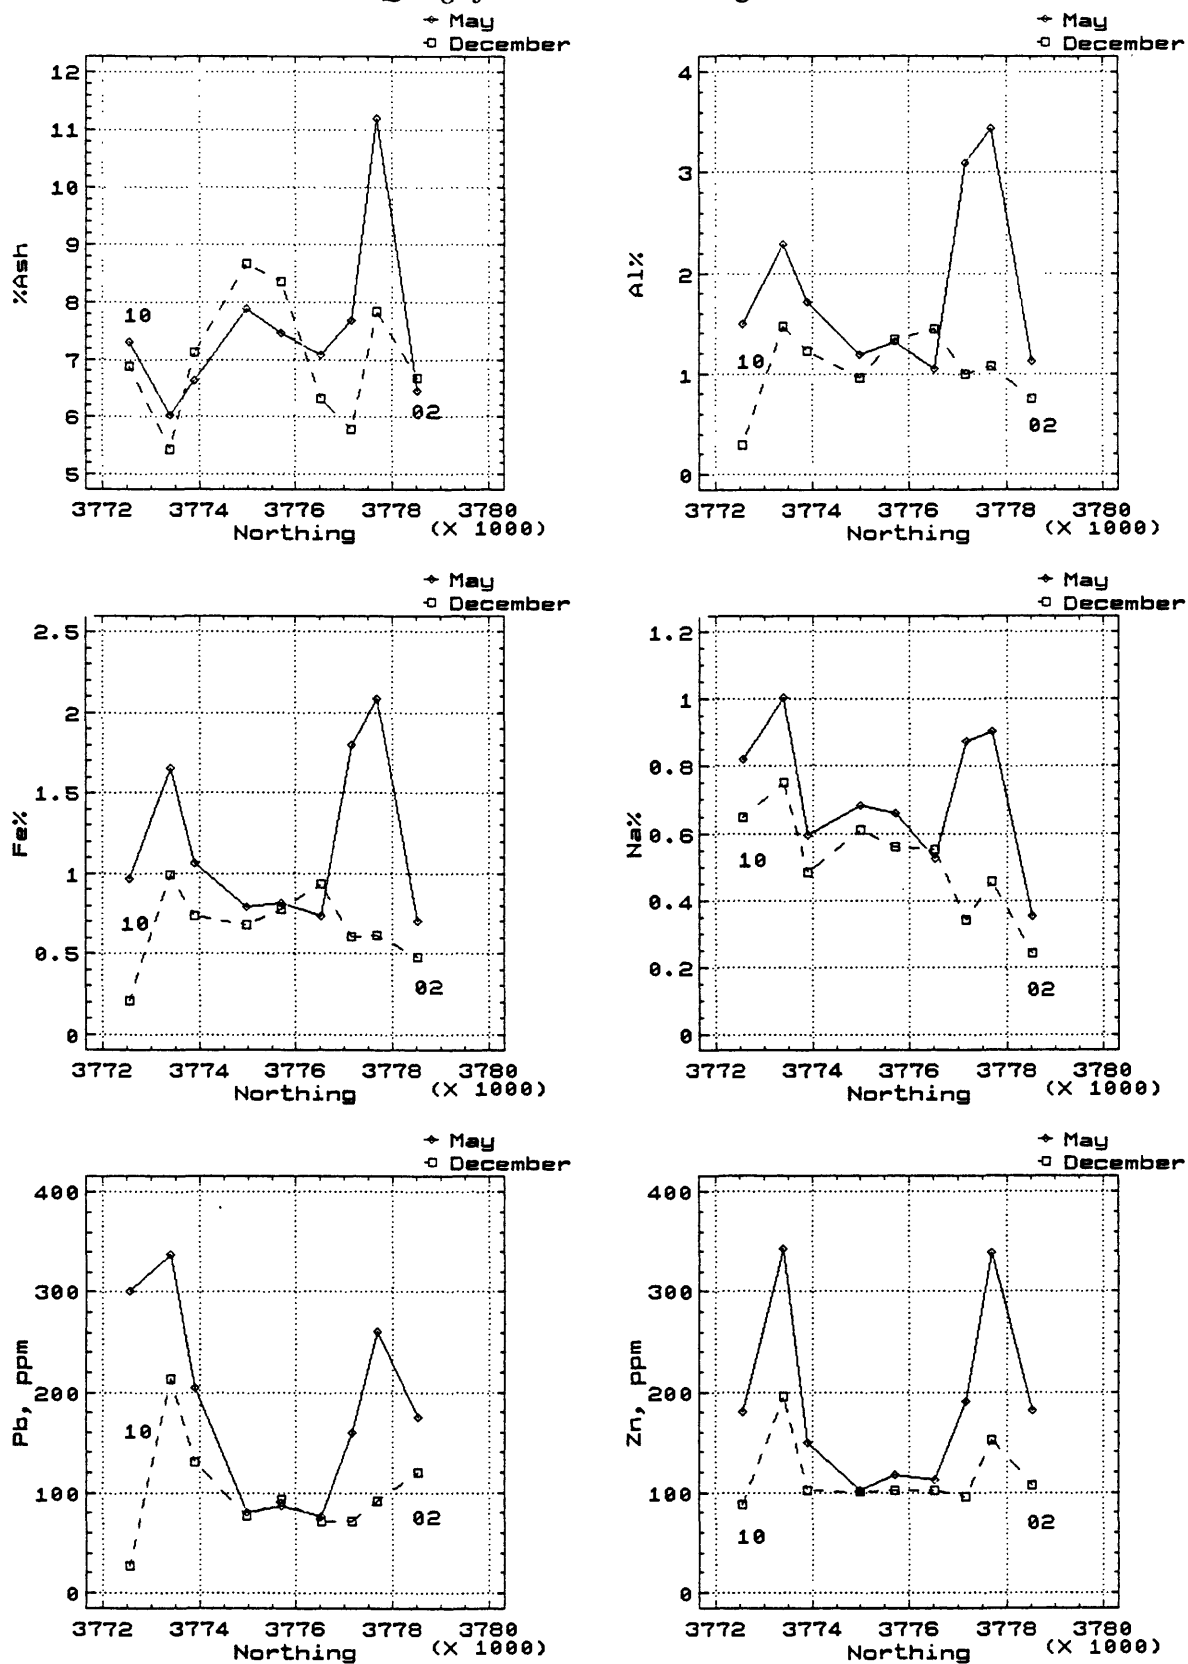 May
December
12
11
10
9
8
7
6
5
%Ash
10
02
3772 3774 3776 3778 3780
Northing (X 1000)
May
December
4
3
2
1
0
Al%
10
02
3772 3774 3776 3778 3780
Northing (X 1000)
May
December
2.5
2
1.5
1
0.5
0
Fe%
10
02
3772 3774 3776 3778 3780
Northing (X 1000)
May
December
1.2
1
0.8
0.6
0.4
0.2
0
Na%
10
02
3772 3774 3776 3778 3780
Northing (X 1000)
May
December
400
300
200
100
0
Pb, ppm
10
02
3772 3774 3776 3778 3780
Northing (X 1000)
May
December
400
300
200
100
0
Zn, ppm
10
02
3772 3774 3776 3778 3780
Northing (X 1000)